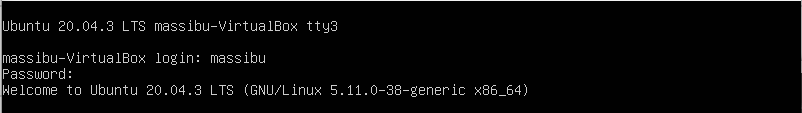 Ubuntu 20.04.3 LTS massibu-VirtualBox tty3
massibu-VirtualBox login: massibu
Password:
Welcome to Ubuntu 20.04.3 LTS (GNU/Linux 5.11.0-38-generic x86_64)